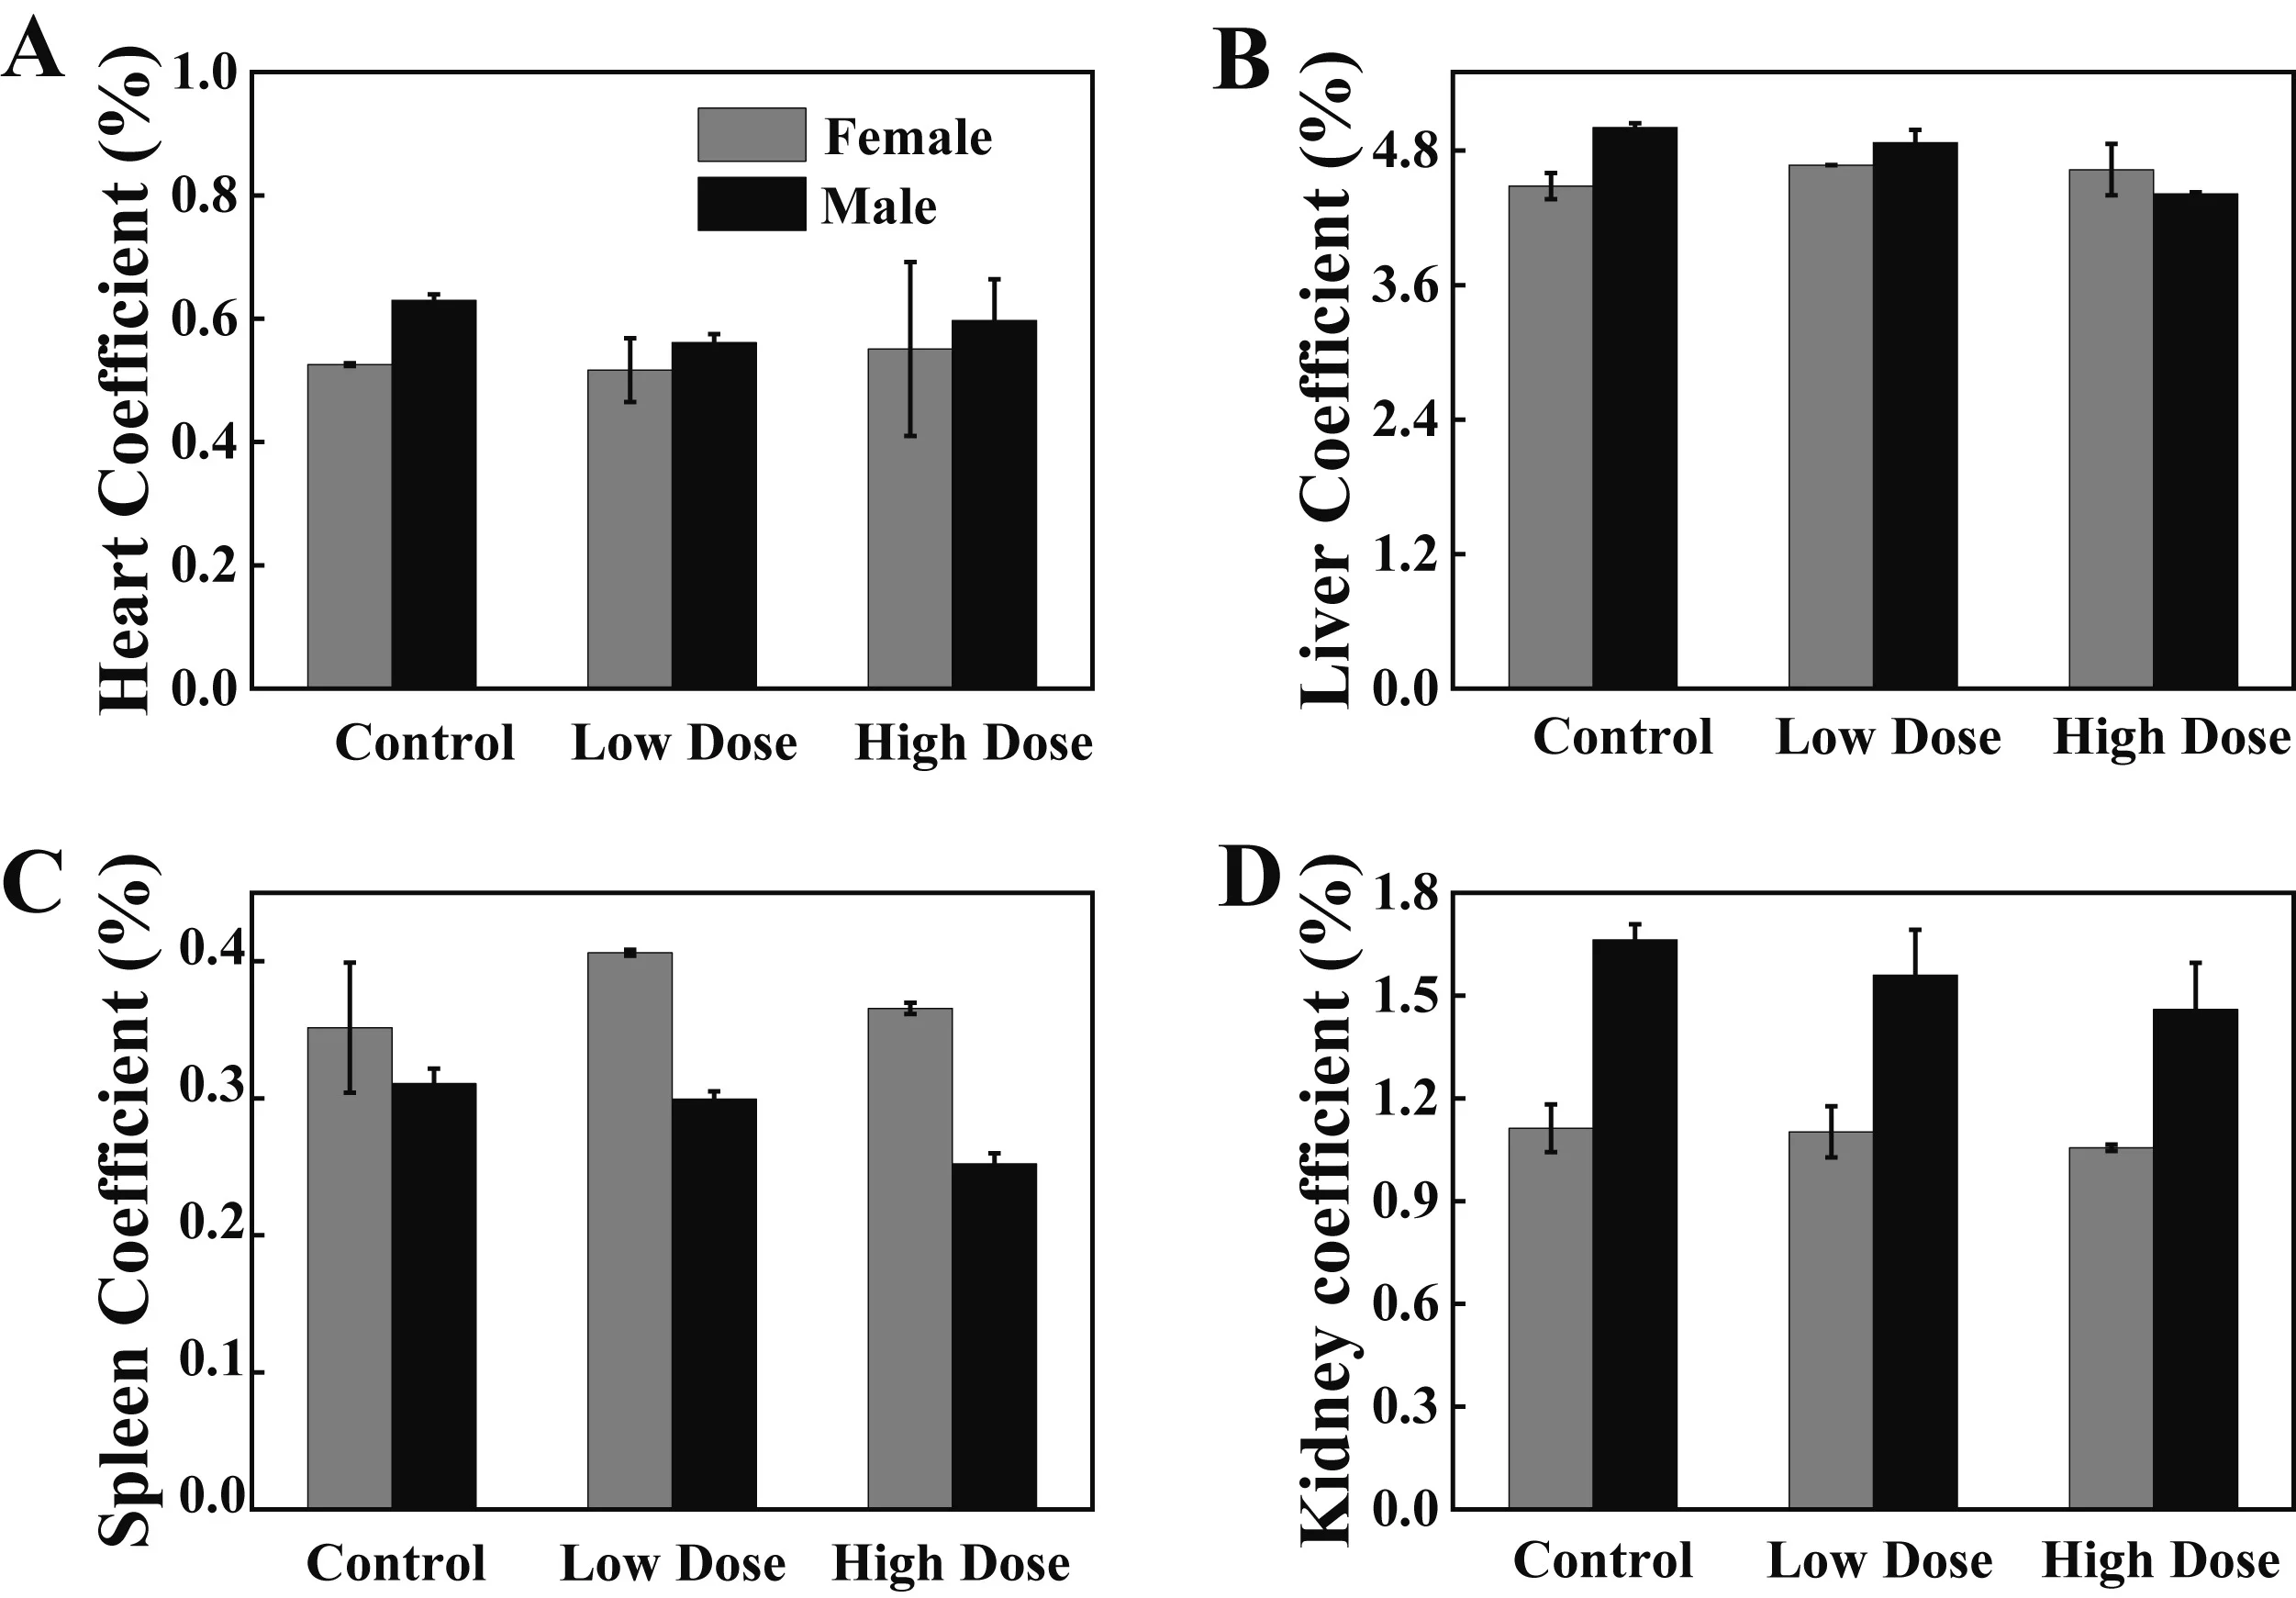 A
Heart Coefficient (%)
1.0
0.8
0.6
0.4
0.2
0.0
Female
Male
Control Low Dose High Dose
B
Liver Coefficient (%)
4.8
3.6
2.4
1.2
0.0
Control Low Dose High Dose
C
Spleen Coefficient (%)
0.4
0.3
0.2
0.1
0.0
Control Low Dose High Dose
D
Kidney coefficient (%)
1.8
1.5
1.2
0.9
0.6
0.3
0.0
Control Low Dose High Dose